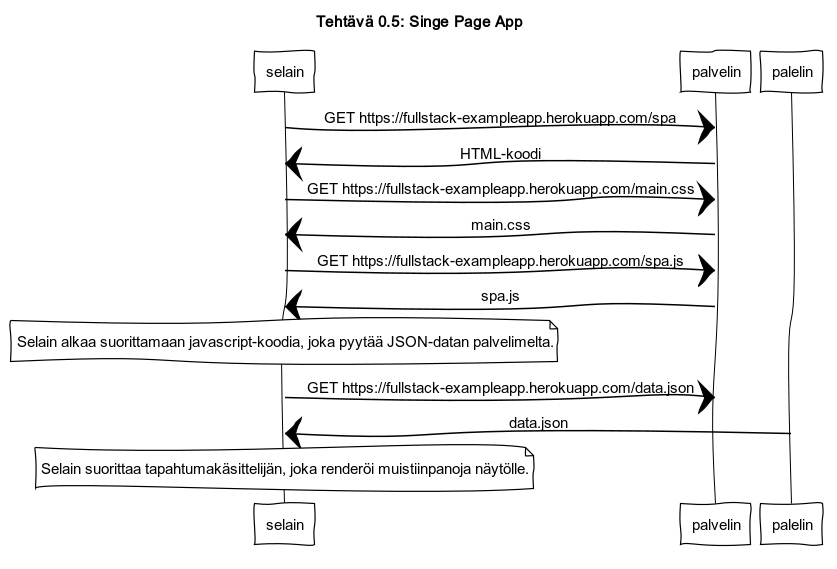 Tehtävä 0.5: Singe Page App
selain palvelin palelin
GET https://fullstack-exampleapp.herokuapp.com/spa
HTML-koodi
GET https://fullstack-exampleapp.herokuapp.com/main.css
main.css
GET https://fullstack-exampleapp.herokuapp.com/spa.js
spa.js
Selain alkaa suorittamaan javascript-koodia, joka pyytää JSON-datan palvelimelta.
GET https://fullstack-exampleapp.herokuapp.com/data.json
data.json
Selain suorittaa tapahtumakäsittelijän, joka renderöi muistiinpanoja näytölle.
selain palvelin palelin